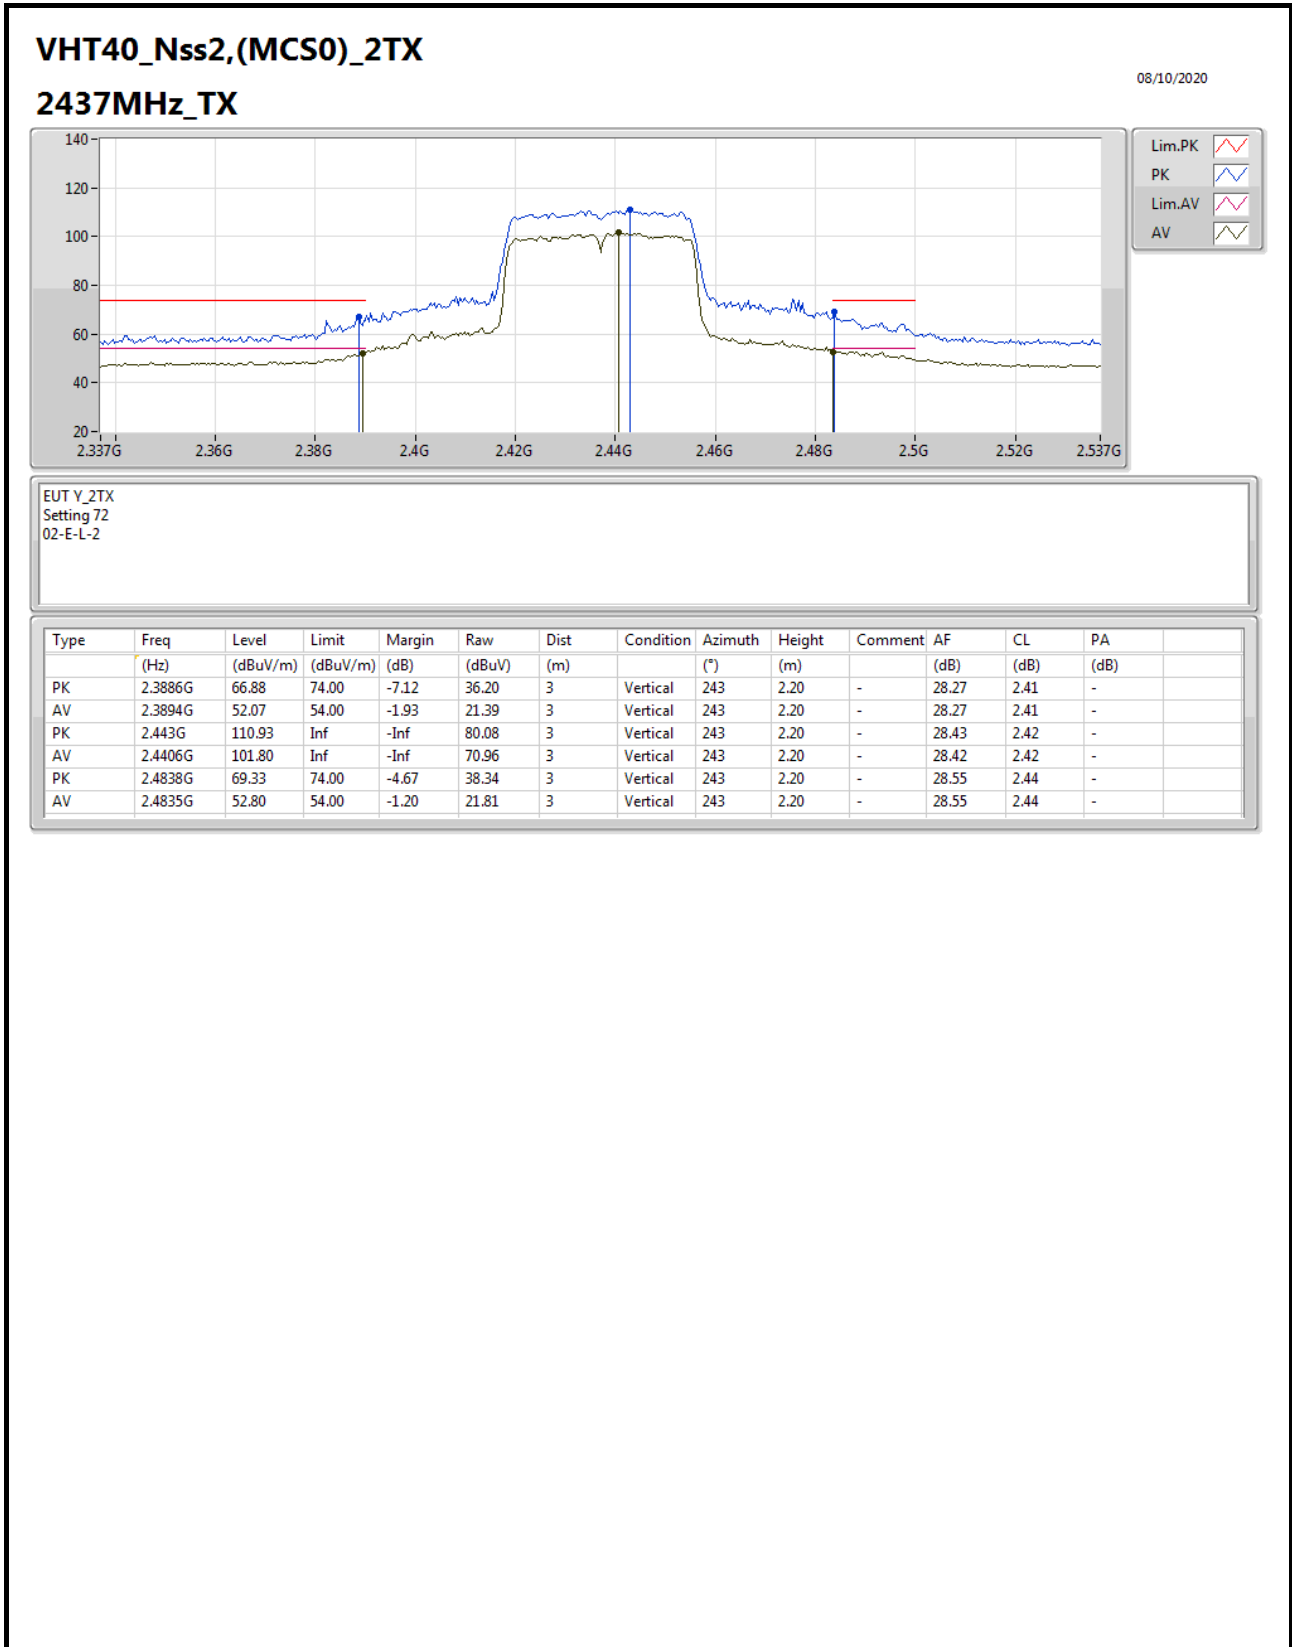 VHT40_Nss2,(MCS0)_2TX
08/10/2020
2437MHz_TX
140
120
100
80
60
40
20
2.337G 2.36G 2.38G 2.4G 2.42G 2.44G 2.46G 2.48G 2.5G 2.52G 2.537G
Lim.PK
PK
Lim.AV
AV
EUT Y_2TX
Setting 72
02-E-L-2
Type Freq Level Limit Margin Raw Dist Condition Azimuth Height Comment AF CL PA
(Hz) (dBuV/m) (dBuV/m) (dB) (dBuV) (m) (°) (m) (dB) (dB) (dB)
PK 2.3886G 66.88 74.00 -7.12 36.20 3 Vertical 243 2.20 - 28.27 2.41 -
AV 2.3894G 52.07 54.00 -1.93 21.39 3 Vertical 243 2.20 - 28.27 2.41 -
PK 2.443G 110.93 Inf -Inf 80.08 3 Vertical 243 2.20 - 28.43 2.42 -
AV 2.4406G 101.80 Inf -Inf 70.96 3 Vertical 243 2.20 - 28.42 2.42 -
PK 2.4838G 69.33 74.00 -4.67 38.34 3 Vertical 243 2.20 - 28.55 2.44 -
AV 2.4835G 52.80 54.00 -1.20 21.81 3 Vertical 243 2.20 - 28.55 2.44 -